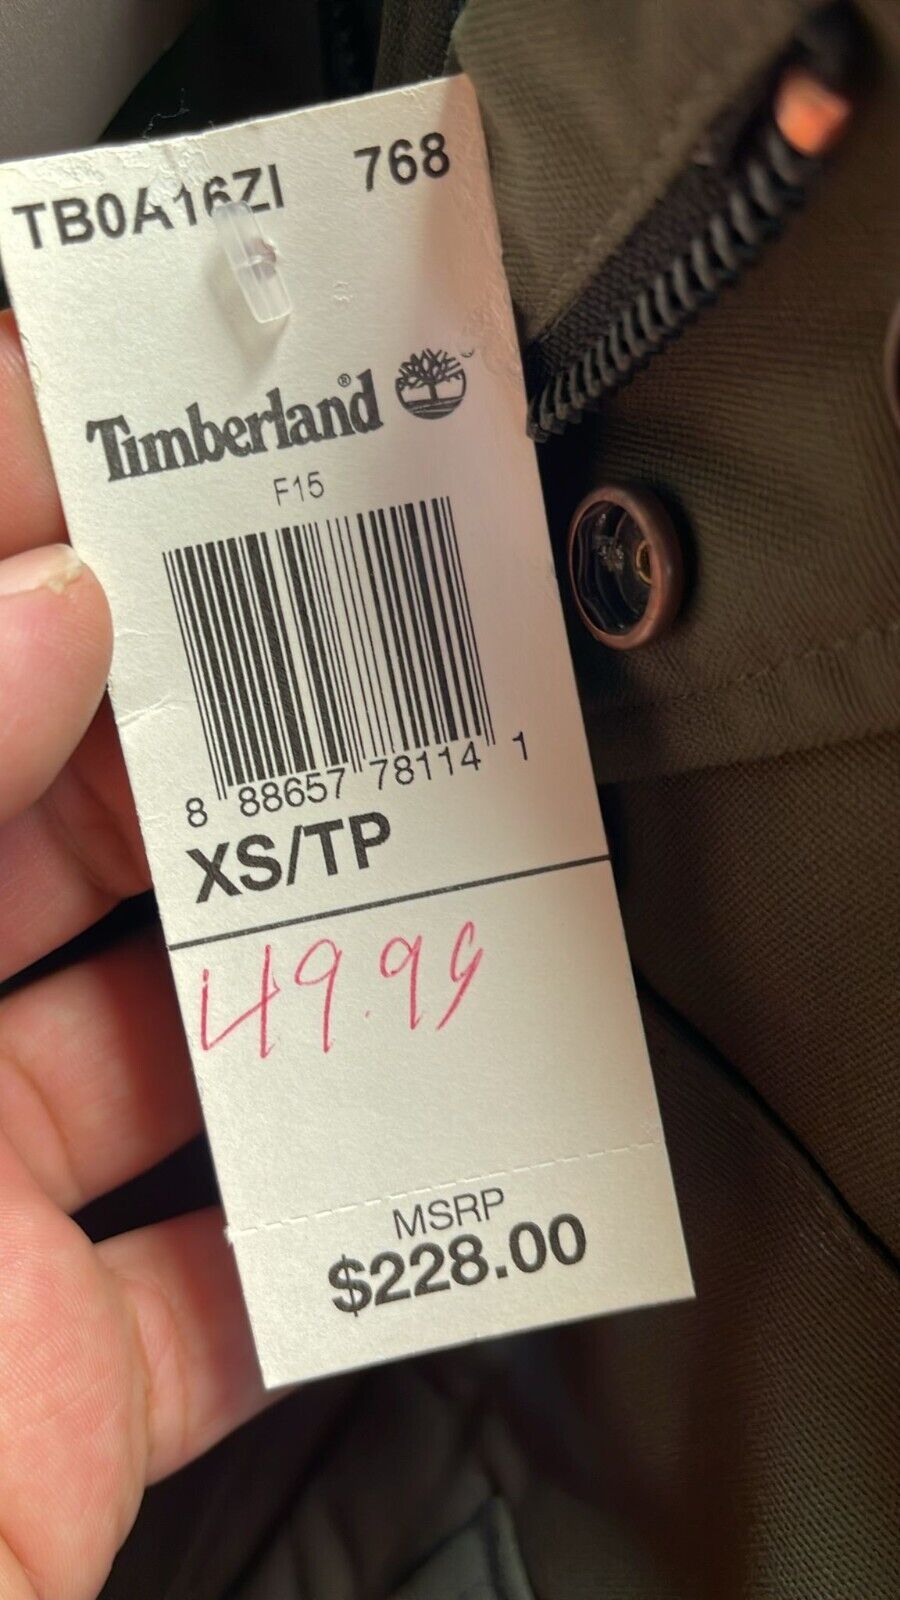 TB0A16ZI 768
Timberland®
F15
8 88657 78114 1
XS/TP
49.99
MSRP
$228.00